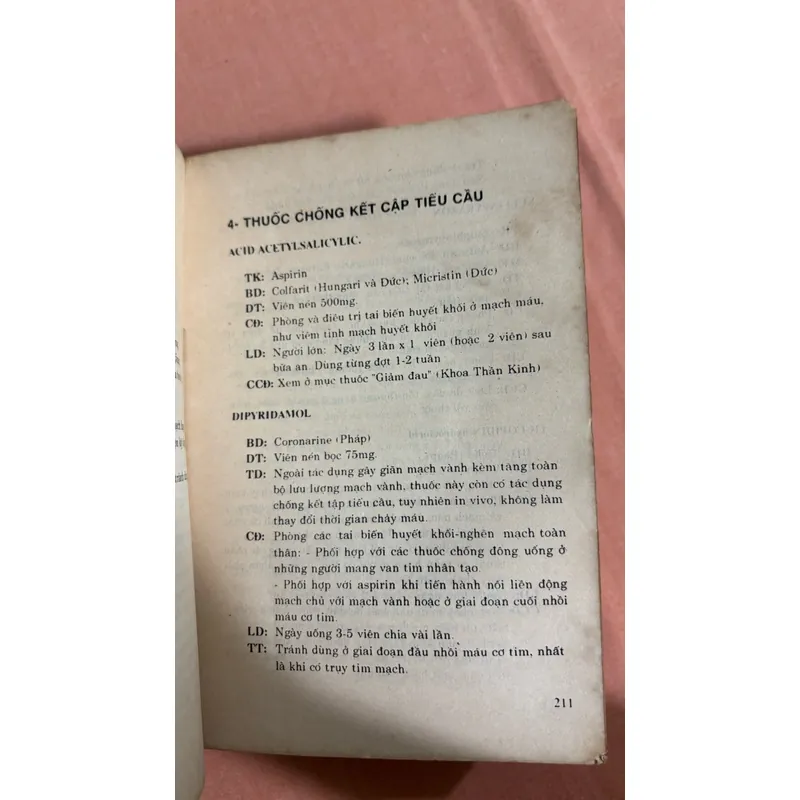 4- THUỐC CHỐNG KẾT CẬP TIỂU CẦU
ACID ACETYLSALICYLIC.
TK: Aspirin
BD: Colfarit (Hungari và Đức); Micristin (Đức)
DT: Viên nén 500mg.
CĐ: Phòng và điều trị tai biến huyết khối ở mạch máu,
như viêm tĩnh mạch huyết khối
LD: Người lớn: Ngày 3 lần x 1 viên (hoặc 2 viên) sau
bữa ăn. Dùng từng đợt 1-2 tuần
CCĐ: Xem ở mục thuốc "Giảm đau" (Khoa Thần Kinh)
DIPYRIDAMOL
BD: Coronarine (Pháp)
DT: Viên nén bọc 75mg.
TD: Ngoài tác dụng gây giãn mạch vành kèm tăng toàn
bộ lưu lượng mạch vành, thuốc này còn có tác dụng
chống kết tập tiểu cầu, tuy nhiên in vivo, không làm
thay đổi thời gian chảy máu.
CĐ: Phòng các tai biến huyết khối-nghẽn mạch toàn
thân: - Phối hợp với các thuốc chống đông uống ở
những người mang van tim nhân tạo.
- Phối hợp với aspirin khi tiến hành nối liên động
mạch chủ với mạch vành hoặc ở giai đoạn cuối nhồi
máu cơ tim.
LD: Ngày uống 3-5 viên chia vài lần.
TT: Tránh dùng ở giai đoạn đầu nhồi máu cơ tim, nhất
là khi có trụy tim mạch.
211